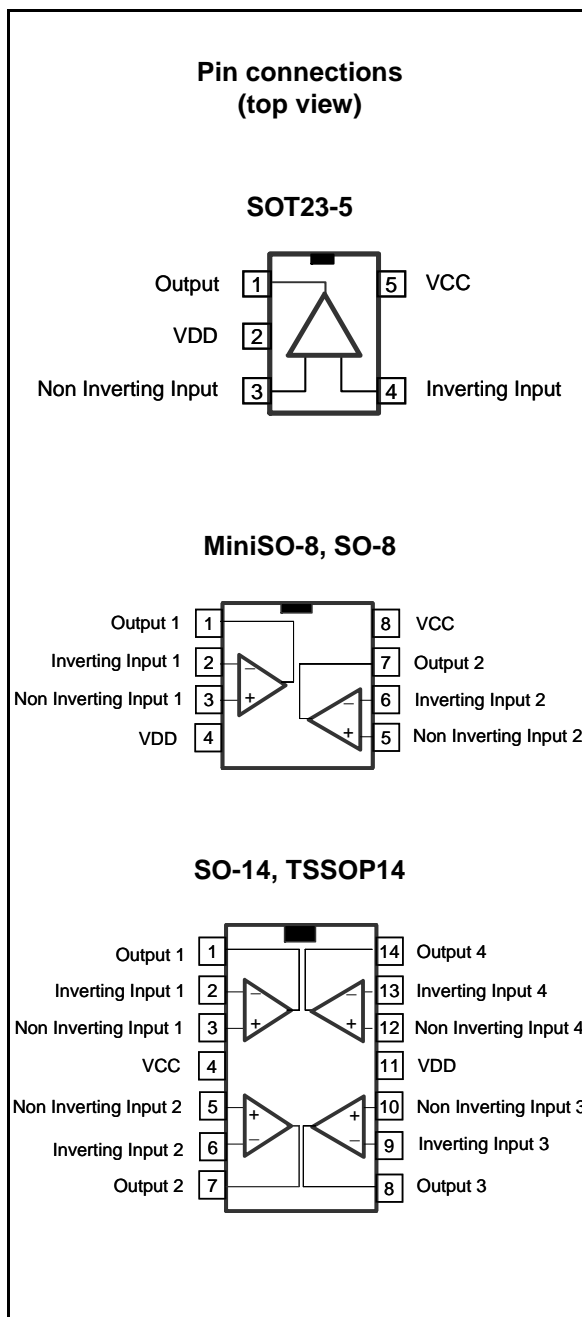 Pin connections
(top view)
SOT23-5
Output 1 5 VCC
VDD 2
Non Inverting Input 3 4 Inverting Input
MiniSO-8, SO-8
Output 1 1 8 VCC
Inverting Input 1 2 − 7 Output 2
Non Inverting Input 1 3 + − 6 Inverting Input 2
VDD 4 + 5 Non Inverting Input 2
SO-14, TSSOP14
Output 1 1 14 Output 4
Inverting Input 1 2 − − 13 Inverting Input 4
Non Inverting Input 1 3 + + 12 Non Inverting Input 4
VCC 4 11 VDD
Non Inverting Input 2 5 + + 10 Non Inverting Input 3
Inverting Input 2 6 − − 9 Inverting Input 3
Output 2 7 8 Output 3